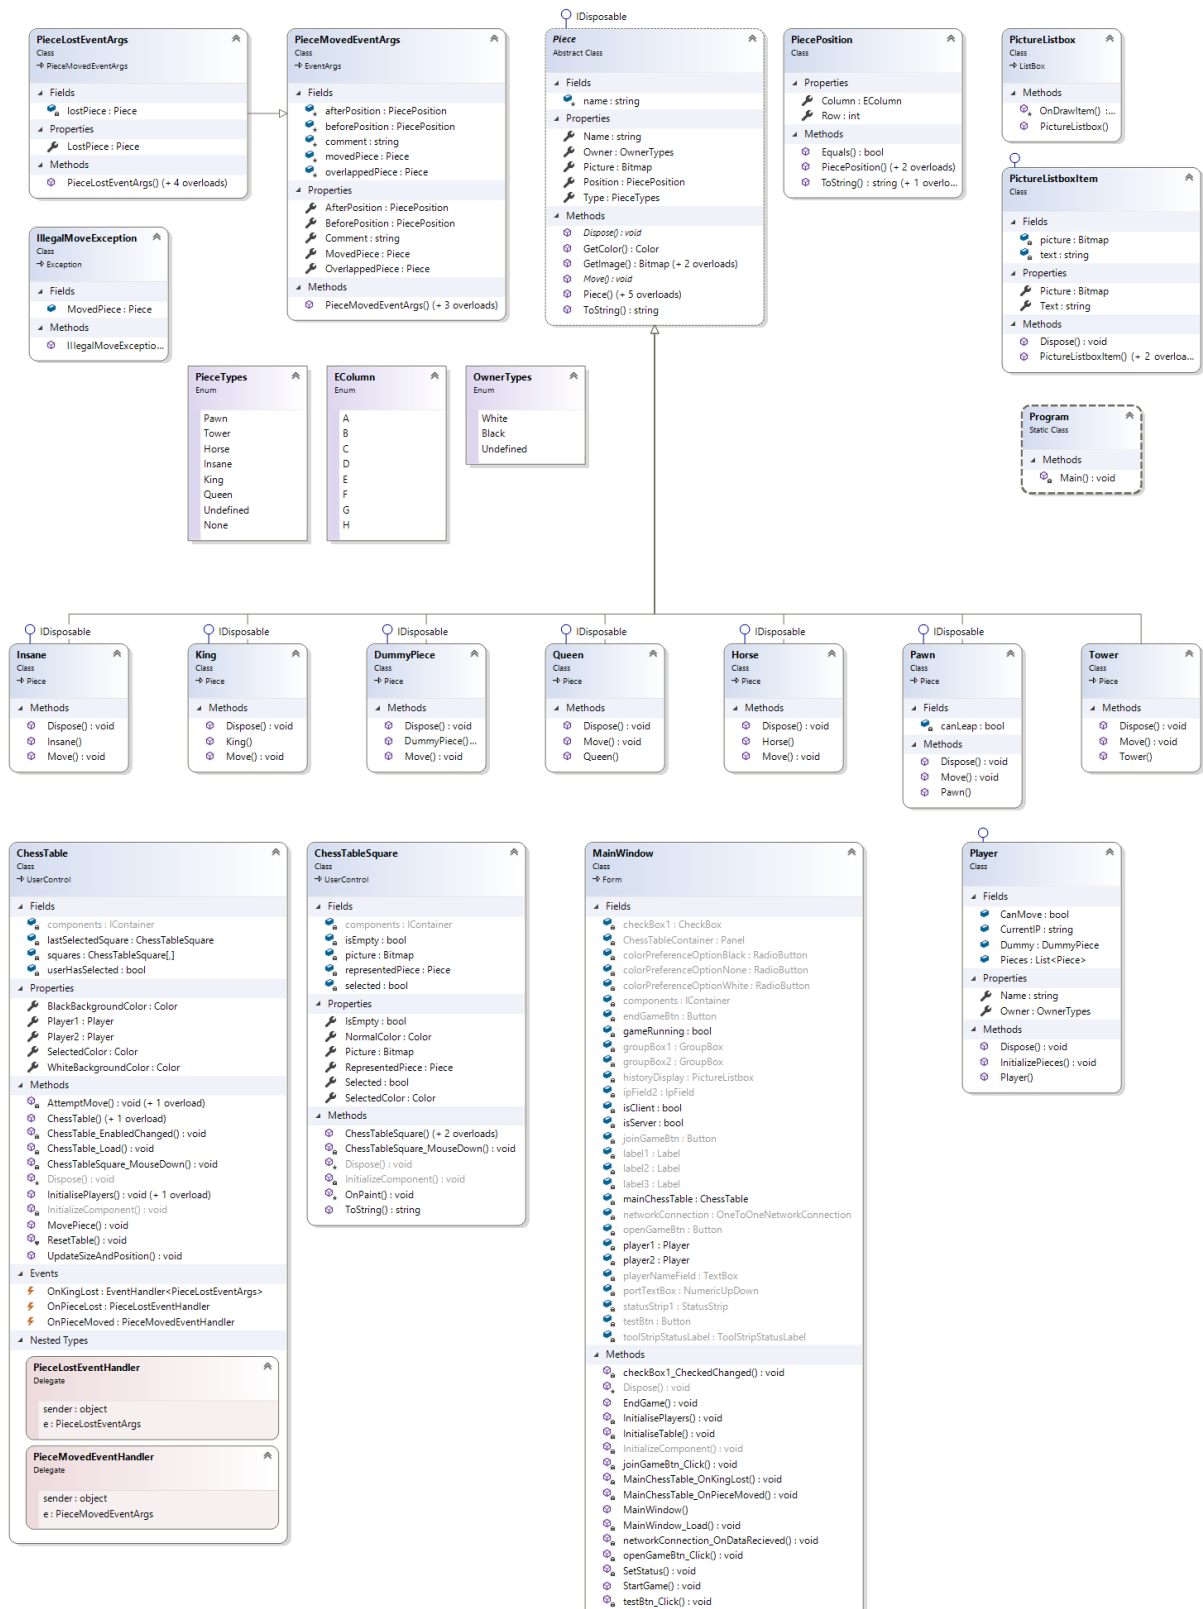 IDisposable
PieceLostEventArgs
Class
PieceMovedEventArgs
Fields
lostPiece : Piece
Properties
LostPiece : Piece
Methods
PieceLostEventArgs() (+ 4 overloads)
PieceMovedEventArgs
Class
EventArgs
Fields
afterPosition : PiecePosition
beforePosition : PiecePosition
comment : string
movedPiece : Piece
overlappedPiece : Piece
Properties
AfterPosition : PiecePosition
BeforePosition : PiecePosition
Comment : string
MovedPiece : Piece
OverlappedPiece : Piece
Methods
PieceMovedEventArgs() (+ 3 overloads)
Piece
Abstract Class
Fields
name : string
Properties
Name : string
Owner : OwnerTypes
Picture : Bitmap
Position : PiecePosition
Type : PieceTypes
Methods
Dispose() : void
GetColor() : Color
GetImage() : Bitmap (+ 2 overloads)
Move() : void
Piece() (+ 5 overloads)
ToString() : string
PiecePosition
Class
Properties
Column : EColumn
Row : int
Methods
Equals() : bool
PiecePosition() (+ 2 overloads)
ToString() : string (+ 1 overlo...
PictureListbox
Class
ListBox
Methods
OnDrawItem() :...
PictureListbox()
PictureListboxItem
Class
Fields
picture : Bitmap
text : string
Properties
Picture : Bitmap
Text : string
Methods
Dispose() : void
PictureListboxItem() (+ 2 overloa...
IllegalMoveException
Class
Exception
Fields
MovedPiece : Piece
Methods
IllegalMoveExceptio...
PieceTypes
Enum
Pawn
Tower
Horse
Insane
King
Queen
Undefined
None
EColumn
Enum
A
B
C
D
E
F
G
H
OwnerTypes
Enum
White
Black
Undefined
Program
Static Class
Methods
Main() : void
IDisposable
Insane
Class
Piece
Methods
Dispose() : void
Insane()
Move() : void
IDisposable
King
Class
Piece
Methods
Dispose() : void
King()
Move() : void
IDisposable
DummyPiece
Class
Piece
Methods
Dispose() : void
DummyPiece()...
Move() : void
IDisposable
Queen
Class
Piece
Methods
Dispose() : void
Move() : void
Queen()
IDisposable
Horse
Class
Piece
Methods
Dispose() : void
Horse()
Move() : void
IDisposable
Pawn
Class
Piece
Fields
canLeap : bool
Methods
Dispose() : void
Move() : void
Pawn()
Tower
Class
Piece
Methods
Dispose() : void
Move() : void
Tower()
ChessTable
Class
UserControl
Fields
components : IContainer
lastSelectedSquare : ChessTableSquare
squares : ChessTableSquare[,]
userHasSelected : bool
Properties
BlackBackgroundColor : Color
Player1 : Player
Player2 : Player
SelectedColor : Color
WhiteBackgroundColor : Color
Methods
AttemptMove() : void (+ 1 overload)
ChessTable() (+ 1 overload)
ChessTable_EnabledChanged() : void
ChessTable_Load() : void
ChessTableSquare_MouseDown() : void
Dispose() : void
InitialisePlayers() : void (+ 1 overload)
InitializeComponent() : void
MovePiece() : void
ResetTable() : void
UpdateSizeAndPosition() : void
Events
OnKingLost : EventHandler<PieceLostEventArgs>
OnPieceLost : PieceLostEventHandler
OnPieceMoved : PieceMovedEventHandler
Nested Types
PieceLostEventHandler
Delegate
sender : object
e : PieceLostEventArgs
PieceMovedEventHandler
Delegate
sender : object
e : PieceMovedEventArgs
ChessTableSquare
Class
UserControl
Fields
components : IContainer
isEmpty : bool
picture : Bitmap
representedPiece : Piece
selected : bool
Properties
IsEmpty : bool
NormalColor : Color
Picture : Bitmap
RepresentedPiece : Piece
Selected : bool
SelectedColor : Color
Methods
ChessTableSquare() (+ 2 overloads)
ChessTableSquare_MouseDown() : void
Dispose() : void
InitializeComponent() : void
OnPaint() : void
ToString() : string
MainWindow
Class
Form
Fields
checkBox1 : CheckBox
ChessTableContainer : Panel
colorPreferenceOptionBlack : RadioButton
colorPreferenceOptionNone : RadioButton
colorPreferenceOptionWhite : RadioButton
components : IContainer
endGameBtn : Button
gameRunning : bool
groupBox1 : GroupBox
groupBox2 : GroupBox
historyDisplay : PictureListbox
ipField2 : IpField
isClient : bool
isServer : bool
joinGameBtn : Button
label1 : Label
label2 : Label
label3 : Label
mainChessTable : ChessTable
networkConnection : OneToOneNetworkConnection
openGameBtn : Button
player1 : Player
player2 : Player
playerNameField : TextBox
portTextBox : NumericUpDown
statusStrip1 : StatusStrip
testBtn : Button
toolStripStatusLabel : ToolStripStatusLabel
Methods
checkBox1_CheckedChanged() : void
Dispose() : void
EndGame() : void
InitialisePlayers() : void
InitialiseTable() : void
InitializeComponent() : void
joinGameBtn_Click() : void
MainChessTable_OnKingLost() : void
MainChessTable_OnPieceMoved() : void
MainWindow()
MainWindow_Load() : void
networkConnection_OnDataRecieved() : void
openGameBtn_Click() : void
SetStatus() : void
StartGame() : void
testBtn_Click() : void
Player
Class
Fields
CanMove : bool
CurrentIP : string
Dummy : DummyPiece
Pieces : List<Piece>
Properties
Name : string
Owner : OwnerTypes
Methods
Dispose() : void
InitializePieces() : void
Player()